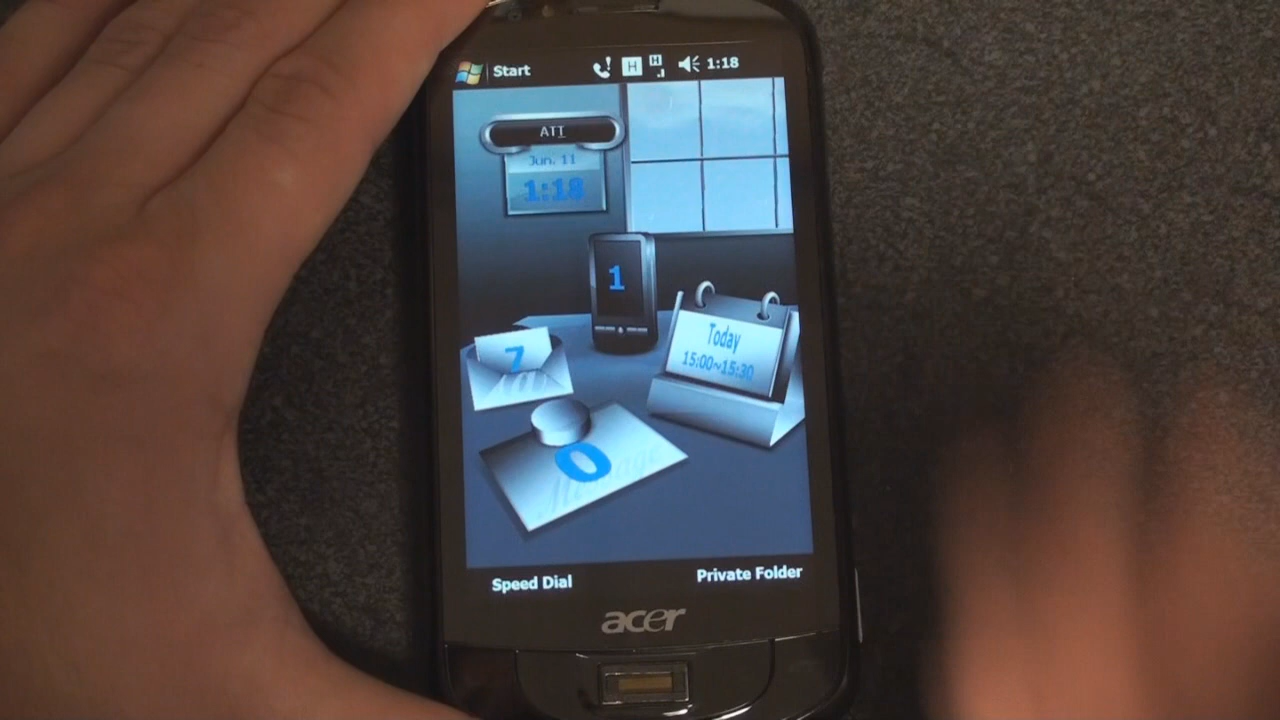 Start H H 1:18
ATT
Jun. 11
1:18
1
Today
15:00~15:30
7
0
Message
Speed Dial Private Folder
acer